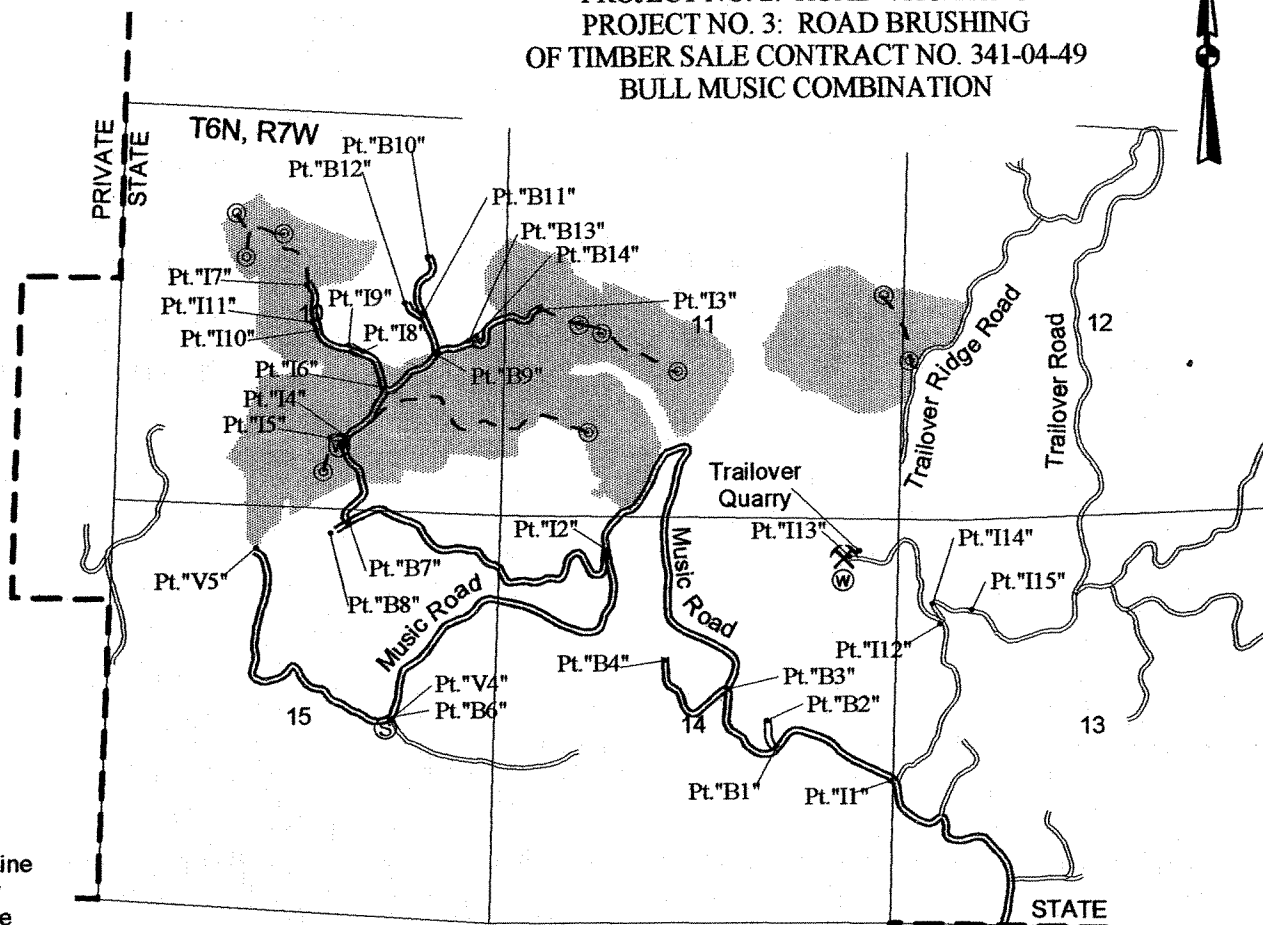 PROJECT NO. 3: ROAD BRUSHING
OF TIMBER SALE CONTRACT NO. 341-04-49
BULL MUSIC COMBINATION
T6N, R7W
PRIVATE
STATE
Pt."B10"
Pt."B12"
Pt."B11"
Pt."B13"
Pt."B14"
Pt."I7"
Pt."I11"
Pt."I9"
Pt."I3"
11
Pt."I10"
Pt."I8"
12
Pt."I6"
Pt."B9"
Pt."I4"
Pt."I5"
Trailover Ridge Road
Trailover Road
Trailover
Quarry
Pt."I2"
Pt."I13"
Pt."I14"
W
Pt."V5"
Pt."B7"
Pt."I15"
Pt."B8"
Music Road
Music Road
Pt."I12"
Pt."B4"
Pt."B3"
Pt."V4"
Pt."B2"
15
Pt."B6"
14
13
S
Pt."B1"
Pt."I1"
STATE